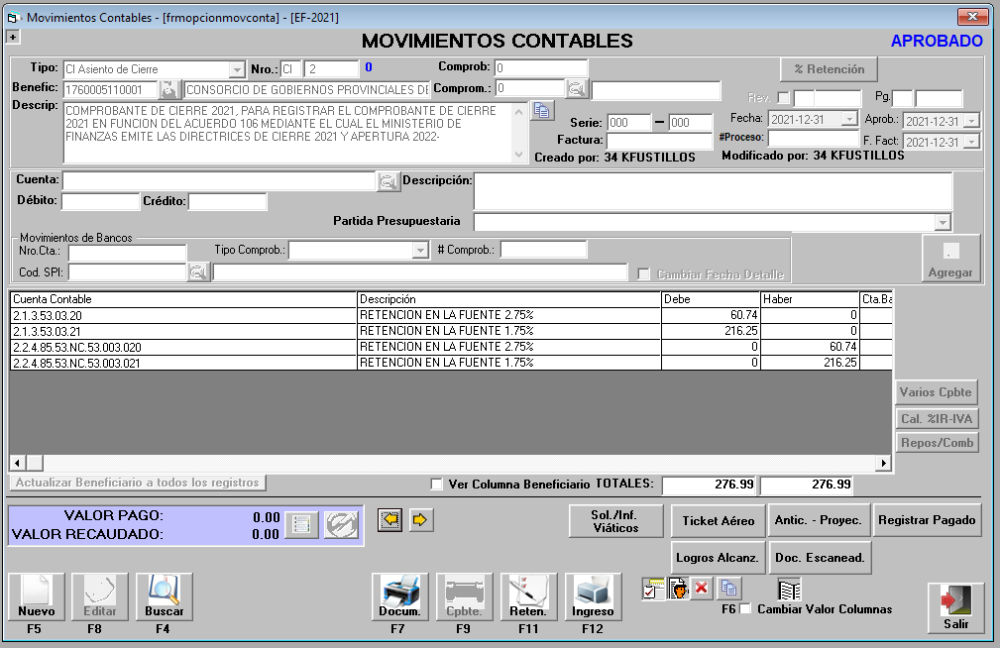 Movimientos Contables - [frmopcionmovconta] - [EF-2021]
+
MOVIMIENTOS CONTABLES
APROBADO
Tipo: CI Asiento de Cierre Nro.: CI 2 0 Comprob: 0 % Retención
Benefic: 1760005110001 CONSORCIO DE GOBIERNOS PROVINCIALES DE Comprom.: 0
Rev. Pg.
Descrip: COMPROBANTE DE CIERRE 2021, PARA REGISTRAR EL COMPROBANTE DE CIERRE
2021 EN FUNCION DEL ACUERDO 106 MEDIANTE EL CUAL EL MINISTERIO DE
FINANZAS EMITE LAS DIRECTRICES DE CIERRE 2021 Y APERTURA 2022-
Serie: 000 - 000 Fecha: 2021-12-31 Aprob.: 2021-12-31
Factura: #Proceso: F. Fact: 2021-12-31
Creado por: 34 KFUSTILLOS Modificado por: 34 KFUSTILLOS
Cuenta: Descripción:
Débito: Crédito:
Partida Presupuestaria
Movimientos de Bancos
Nro.Cta.: Tipo Comprob.: # Comprob.:
Cod. SPI: Cambiar Fecha Detalle
Agregar
Cuenta Contable Descripción Debe Haber Cta.Ba
2.1.3.53.03.20 RETENCION EN LA FUENTE 2.75% 60.74 0
2.1.3.53.03.21 RETENCION EN LA FUENTE 1.75% 216.25 0
2.2.4.85.53.NC.53.003.020 RETENCION EN LA FUENTE 2.75% 0 60.74
2.2.4.85.53.NC.53.003.021 RETENCION EN LA FUENTE 1.75% 0 216.25
Varios Cpbte
Cal. %IR-IVA
Repos/Comb
Actualizar Beneficiario a todos los registros Ver Columna Beneficiario TOTALES: 276.99 276.99
VALOR PAGO: 0.00
VALOR RECAUDADO: 0.00
Sol./Inf. Viáticos Ticket Aéreo Antic. - Proyec. Registrar Pagado
Logros Alcanz. Doc. Escanead.
Nuevo Editar Buscar Docum. Cpbte. Reten. Ingreso
F5 F8 F4 F7 F9 F11 F12
F6 Cambiar Valor Columnas
Salir